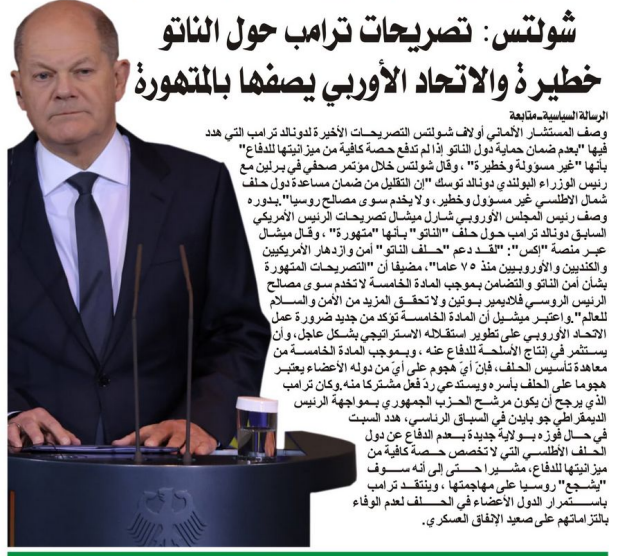 شولتس: تصريحات ترامب حول الناتو
خطيرة والاتحاد الأوربي يصفها بالمتهورة
الرسالة السياسية-متابعة
وصف المستشار الألماني أولاف شولتس التصريحات الأخيرة لدونالد ترامب التي هدد
فيها "بعدم ضمان حماية دول الناتو إذا لم تدفع حصة كافية من ميزانيتها للدفاع"
بأنها "غير مسؤولة وخطيرة" ، وقال شولتس خلال مؤتمر صحفي في برلين مع
رئيس الوزراء البولندي دونالد توسك "إن التقليل من ضمان مساعدة دول حلف
شمال الاطلسي غير مسؤول وخطير، ولا يخدم سوى مصالح روسيا".بدوره
وصف رئيس المجلس الأوروبي شارل ميشال تصريحات الرئيس الأمريكي
السابق دونالد ترامب حول حلف "الناتو" بأنها "متهورة" ، وقال ميشال
عبر منصة "إكس": "لقد دعم "حلف الناتو" أمن وازدهار الأمريكيين
والكنديين والأوروبيين منذ ٧٥ عاما"، مضيفا أن "التصريحات المتهورة
بشأن أمن الناتو والتضامن بموجب المادة الخامسة لا تخدم سوى مصالح
الرئيس الروسي فلاديمير بوتين ولا تحقق المزيد من الأمن والسلام
للعالم".واعتبر ميشيل أن المادة الخامسة تؤكد من جديد ضرورة عمل
الاتحاد الأوروبي على تطوير استقلاله الاستراتيجي بشكل عاجل، وأن
يستثمر في إنتاج الأسلحة للدفاع عنه ، وبموجب المادة الخامسة من
معاهدة تأسيس الحلف، فإنّ أيّ هجوم على أيّ من دوله الأعضاء يعتبر
هجوما على الحلف بأسره ويستدعي ردّ فعل مشتركا منه.وكان ترامب
الذي يرجح أن يكون مرشح الحزب الجمهوري بمواجهة الرئيس
الديمقراطي جو بايدن في السباق الرئاسي، هدد السبت
في حال فوزه بولاية جديدة بعدم الدفاع عن دول
الحلف الأطلسي التي لا تخصص حصة كافية من
ميزانيتها للدفاع، مشيرا حتى إلى أنه سوف
"يشجع" روسيا على مهاجمتها ، وينتقد ترامب
باستمرار الدول الأعضاء في الحلف لعدم الوفاء
بالتزاماتهم على صعيد الإنفاق العسكري.